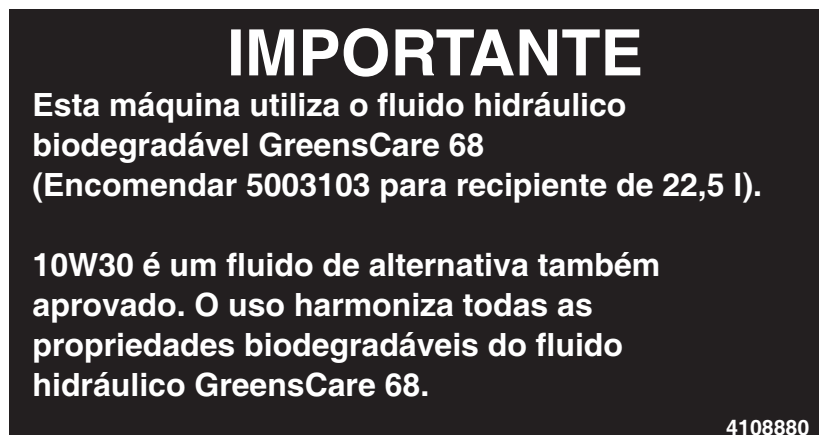 IMPORTANTE
Esta máquina utiliza o fluido hidráulico
biodegradável GreensCare 68
(Encomendar 5003103 para recipiente de 22,5 l).
10W30 é um fluido de alternativa também
aprovado. O uso harmoniza todas as
propriedades biodegradáveis do fluido
hidráulico GreensCare 68.
4108880